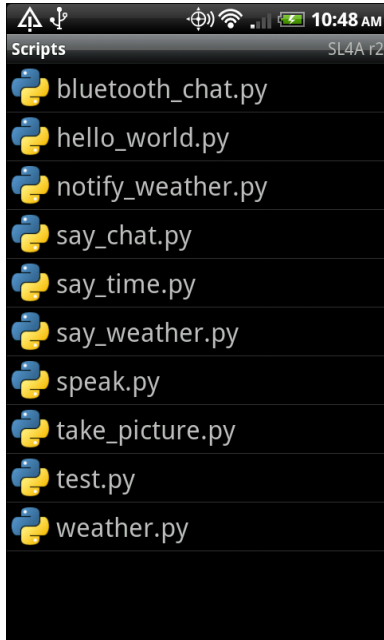 10:48 AM
Scripts SL4A r2
bluetooth_chat.py
hello_world.py
notify_weather.py
say_chat.py
say_time.py
say_weather.py
speak.py
take_picture.py
test.py
weather.py